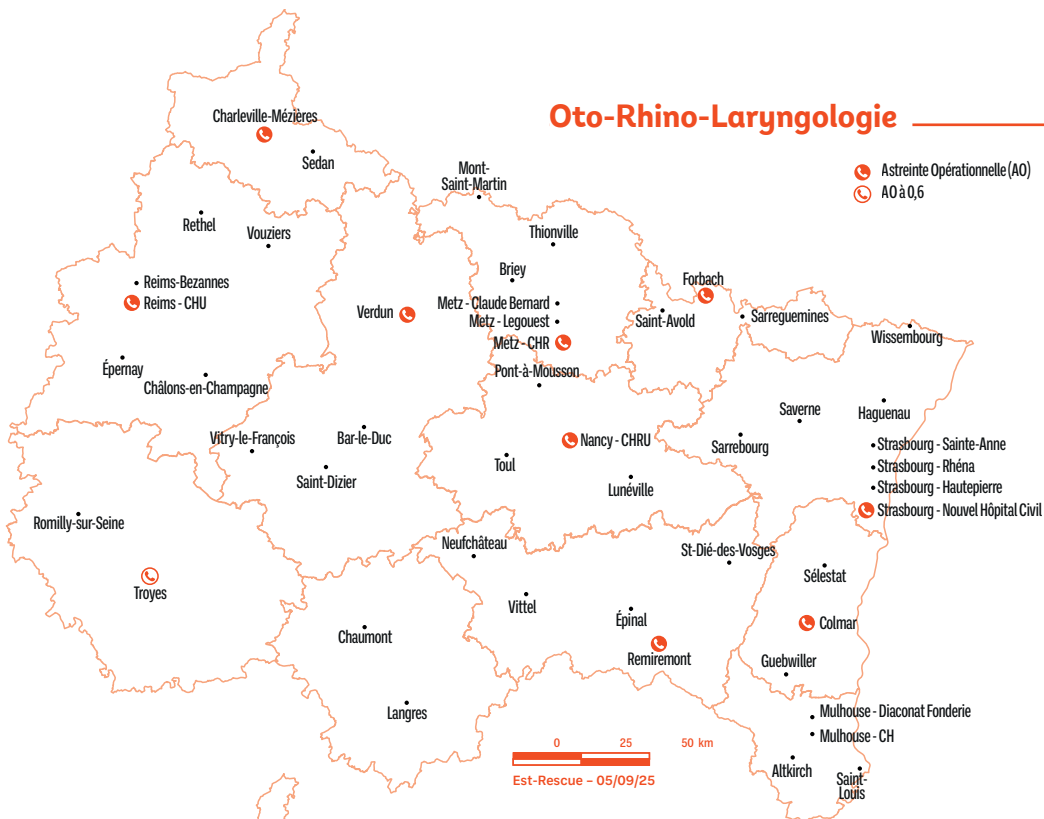 Oto-Rhino-Laryngologie
Astreinte Opérationnelle (AO)
AO à 0,6
Charleville-Mézières
Sedan
Mont-
Saint-Martin
Rethel
Vouziers
Thionville
Briey
Reims-Bezannes
Reims - CHU
Verdun
Metz - Claude Bernard
Metz - Legouest
Metz - CHR
Forbach
Saint-Avold
Sarreguemines
Wissembourg
Épernay
Châlons-en-Champagne
Pont-à-Mousson
Saverne
Haguenau
Vitry-le-François
Bar-le-Duc
Saint-Dizier
Nancy - CHRU
Toul
Lunéville
Sarrebourg
Strasbourg - Sainte-Anne
Strasbourg - Rhéna
Strasbourg - Hautepierre
Strasbourg - Nouvel Hôpital Civil
Romilly-sur-Seine
Troyes
Neufchâteau
St-Dié-des-Vosges
Sélestat
Vittel
Épinal
Colmar
Chaumont
Remiremont
Guebwiller
Langres
Mulhouse - Diaconat Fonderie
Mulhouse - CH
Altkirch
Saint-
Louis
0 25 50 km
Est-Rescue – 05/09/25